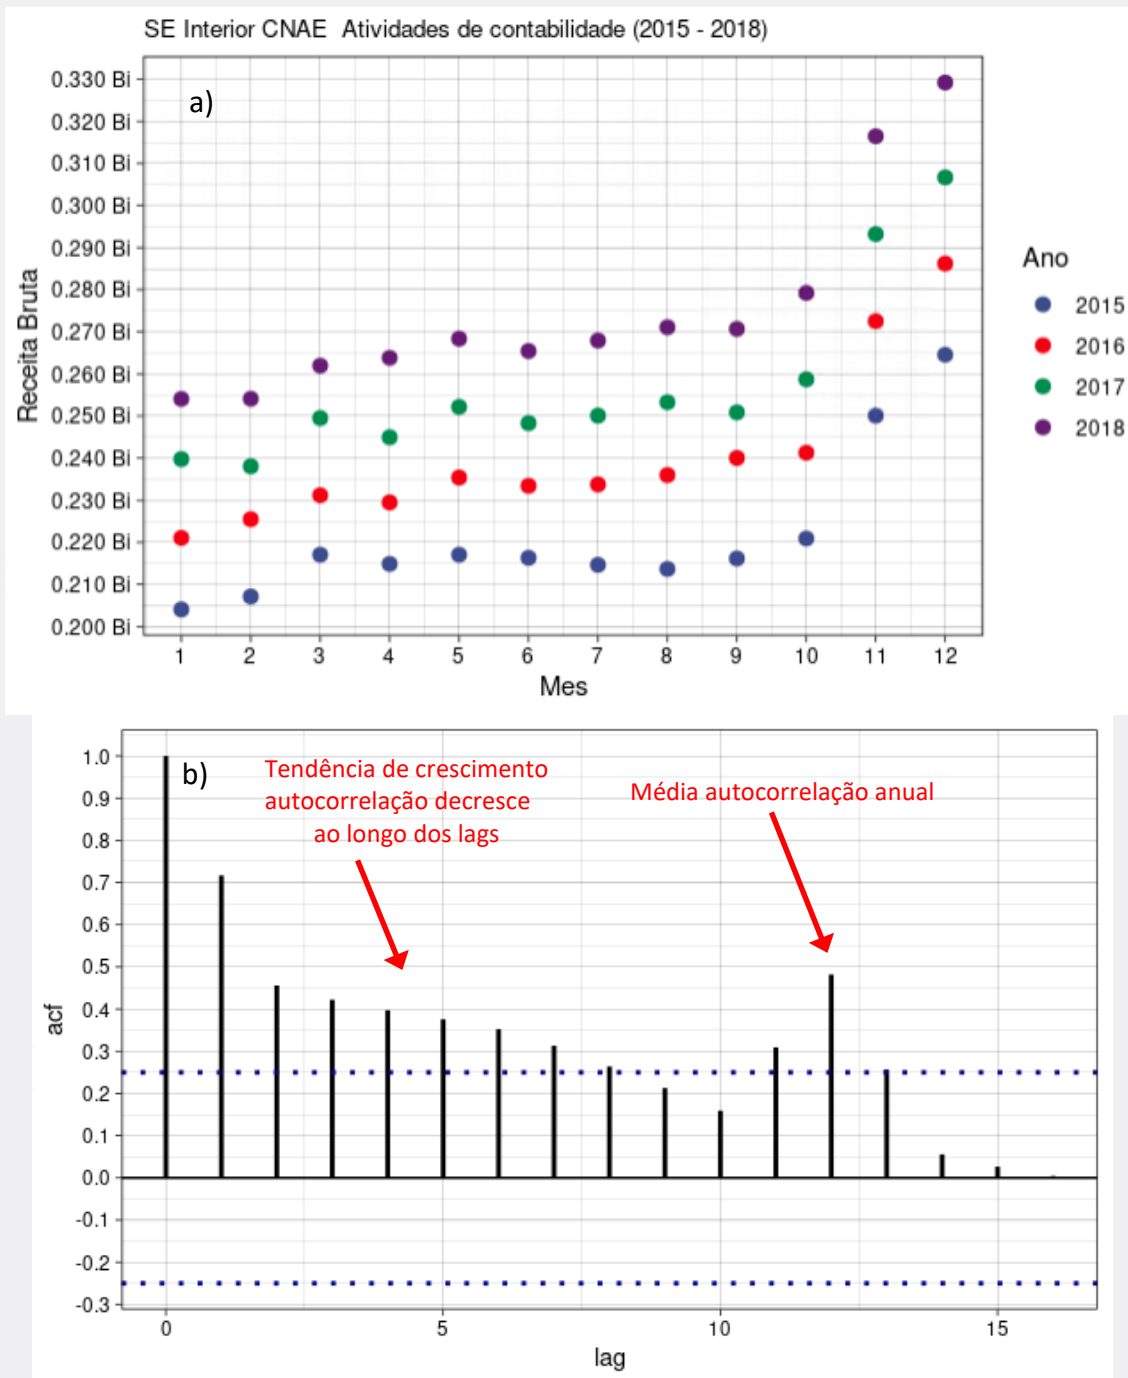 SE Interior CNAE  Atividades de contabilidade (2015 - 2018)
a)
0.330 Bi
0.320 Bi
0.310 Bi
0.300 Bi
0.290 Bi
0.280 Bi
0.270 Bi
0.260 Bi
0.250 Bi
0.240 Bi
0.230 Bi
0.220 Bi
0.210 Bi
0.200 Bi
Receita Bruta
1 2 3 4 5 6 7 8 9 10 11 12
Mes
Ano
2015
2016
2017
2018
b)
Tendência de crescimento
autocorrelação decresce
ao longo dos lags
Média autocorrelação anual
1.0
0.9
0.8
0.7
0.6
0.5
0.4
0.3
0.2
0.1
0.0
-0.1
-0.2
-0.3
acf
0 5 10 15
lag